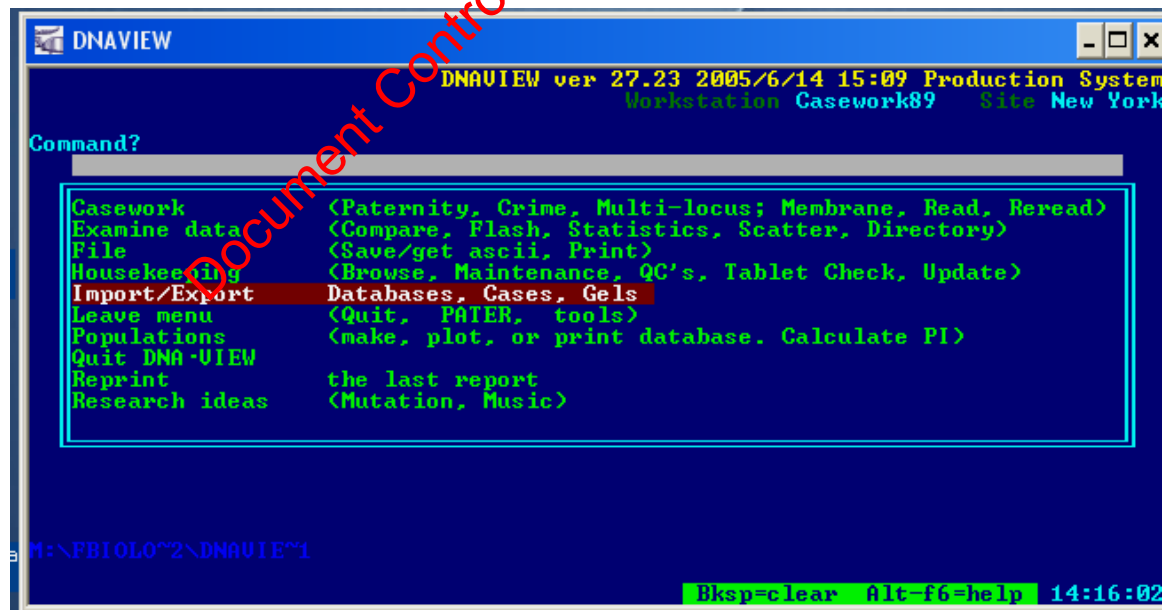 DNAVIEW
DNAVIEW ver 27.23 2005/6/14 15:09 Production System
Workstation Casework89 Site New York
Command?
Casework (Paternity, Crime, Multi-locus; Membrane, Read, Reread)
Examine data (Compare, Flash, Statistics, Scatter, Directory)
File (Save/get ascii, Print)
Housekeeping (Browse, Maintenance, QC's, Tablet Check, Update)
Import/Export Databases, Cases, Gels
Leave menu (Quit, PATER, tools)
Populations (make, plot, or print database. Calculate PI)
Quit DNA·VIEW
Reprint the last report
Research ideas (Mutation, Music)
M:\FBIOLO~2\DNAVIE~1
Bksp=clear Alt-f6=help 14:16:02
Document Contro